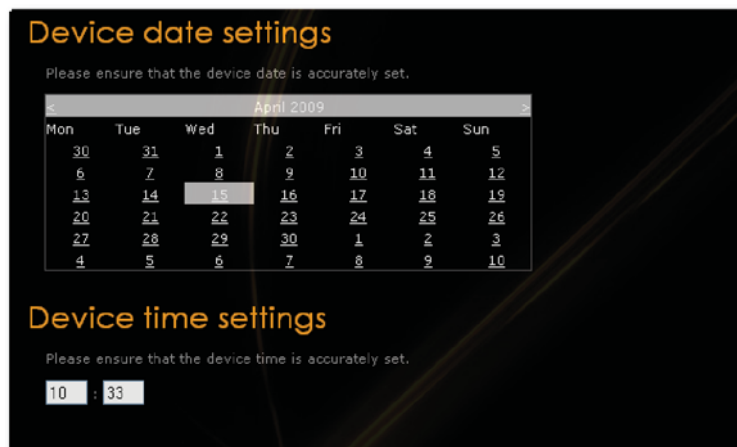 Device date settings
Please ensure that the device date is accurately set.
< April 2009 >
Mon Tue Wed Thu Fri Sat Sun
30 31 1 2 3 4 5
6 7 8 9 10 11 12
13 14 15 16 17 18 19
20 21 22 23 24 25 26
27 28 29 30 1 2 3
4 5 6 7 8 9 10
Device time settings
Please ensure that the device time is accurately set.
10 : 33